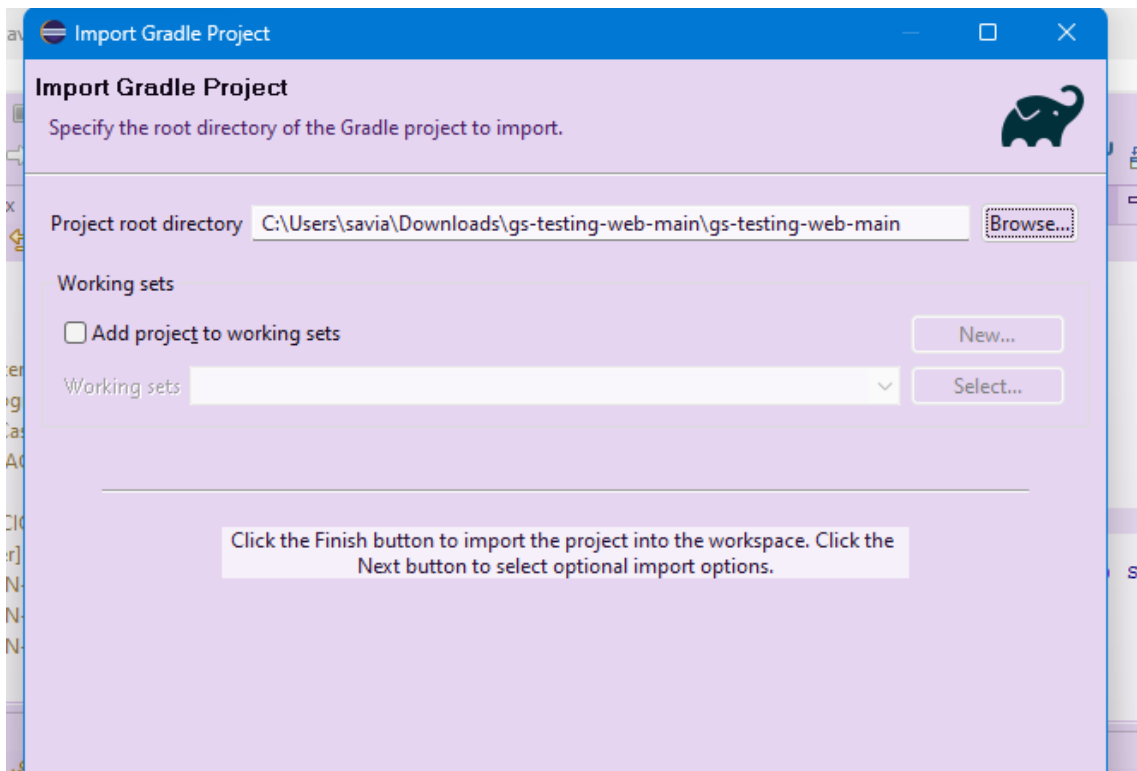 Import Gradle Project
Import Gradle Project
Specify the root directory of the Gradle project to import.
Project root directory C:\Users\savia\Downloads\gs-testing-web-main\gs-testing-web-main Browse...
Working sets
Add project to working sets New...
Working sets Select...
Click the Finish button to import the project into the workspace. Click the
Next button to select optional import options.